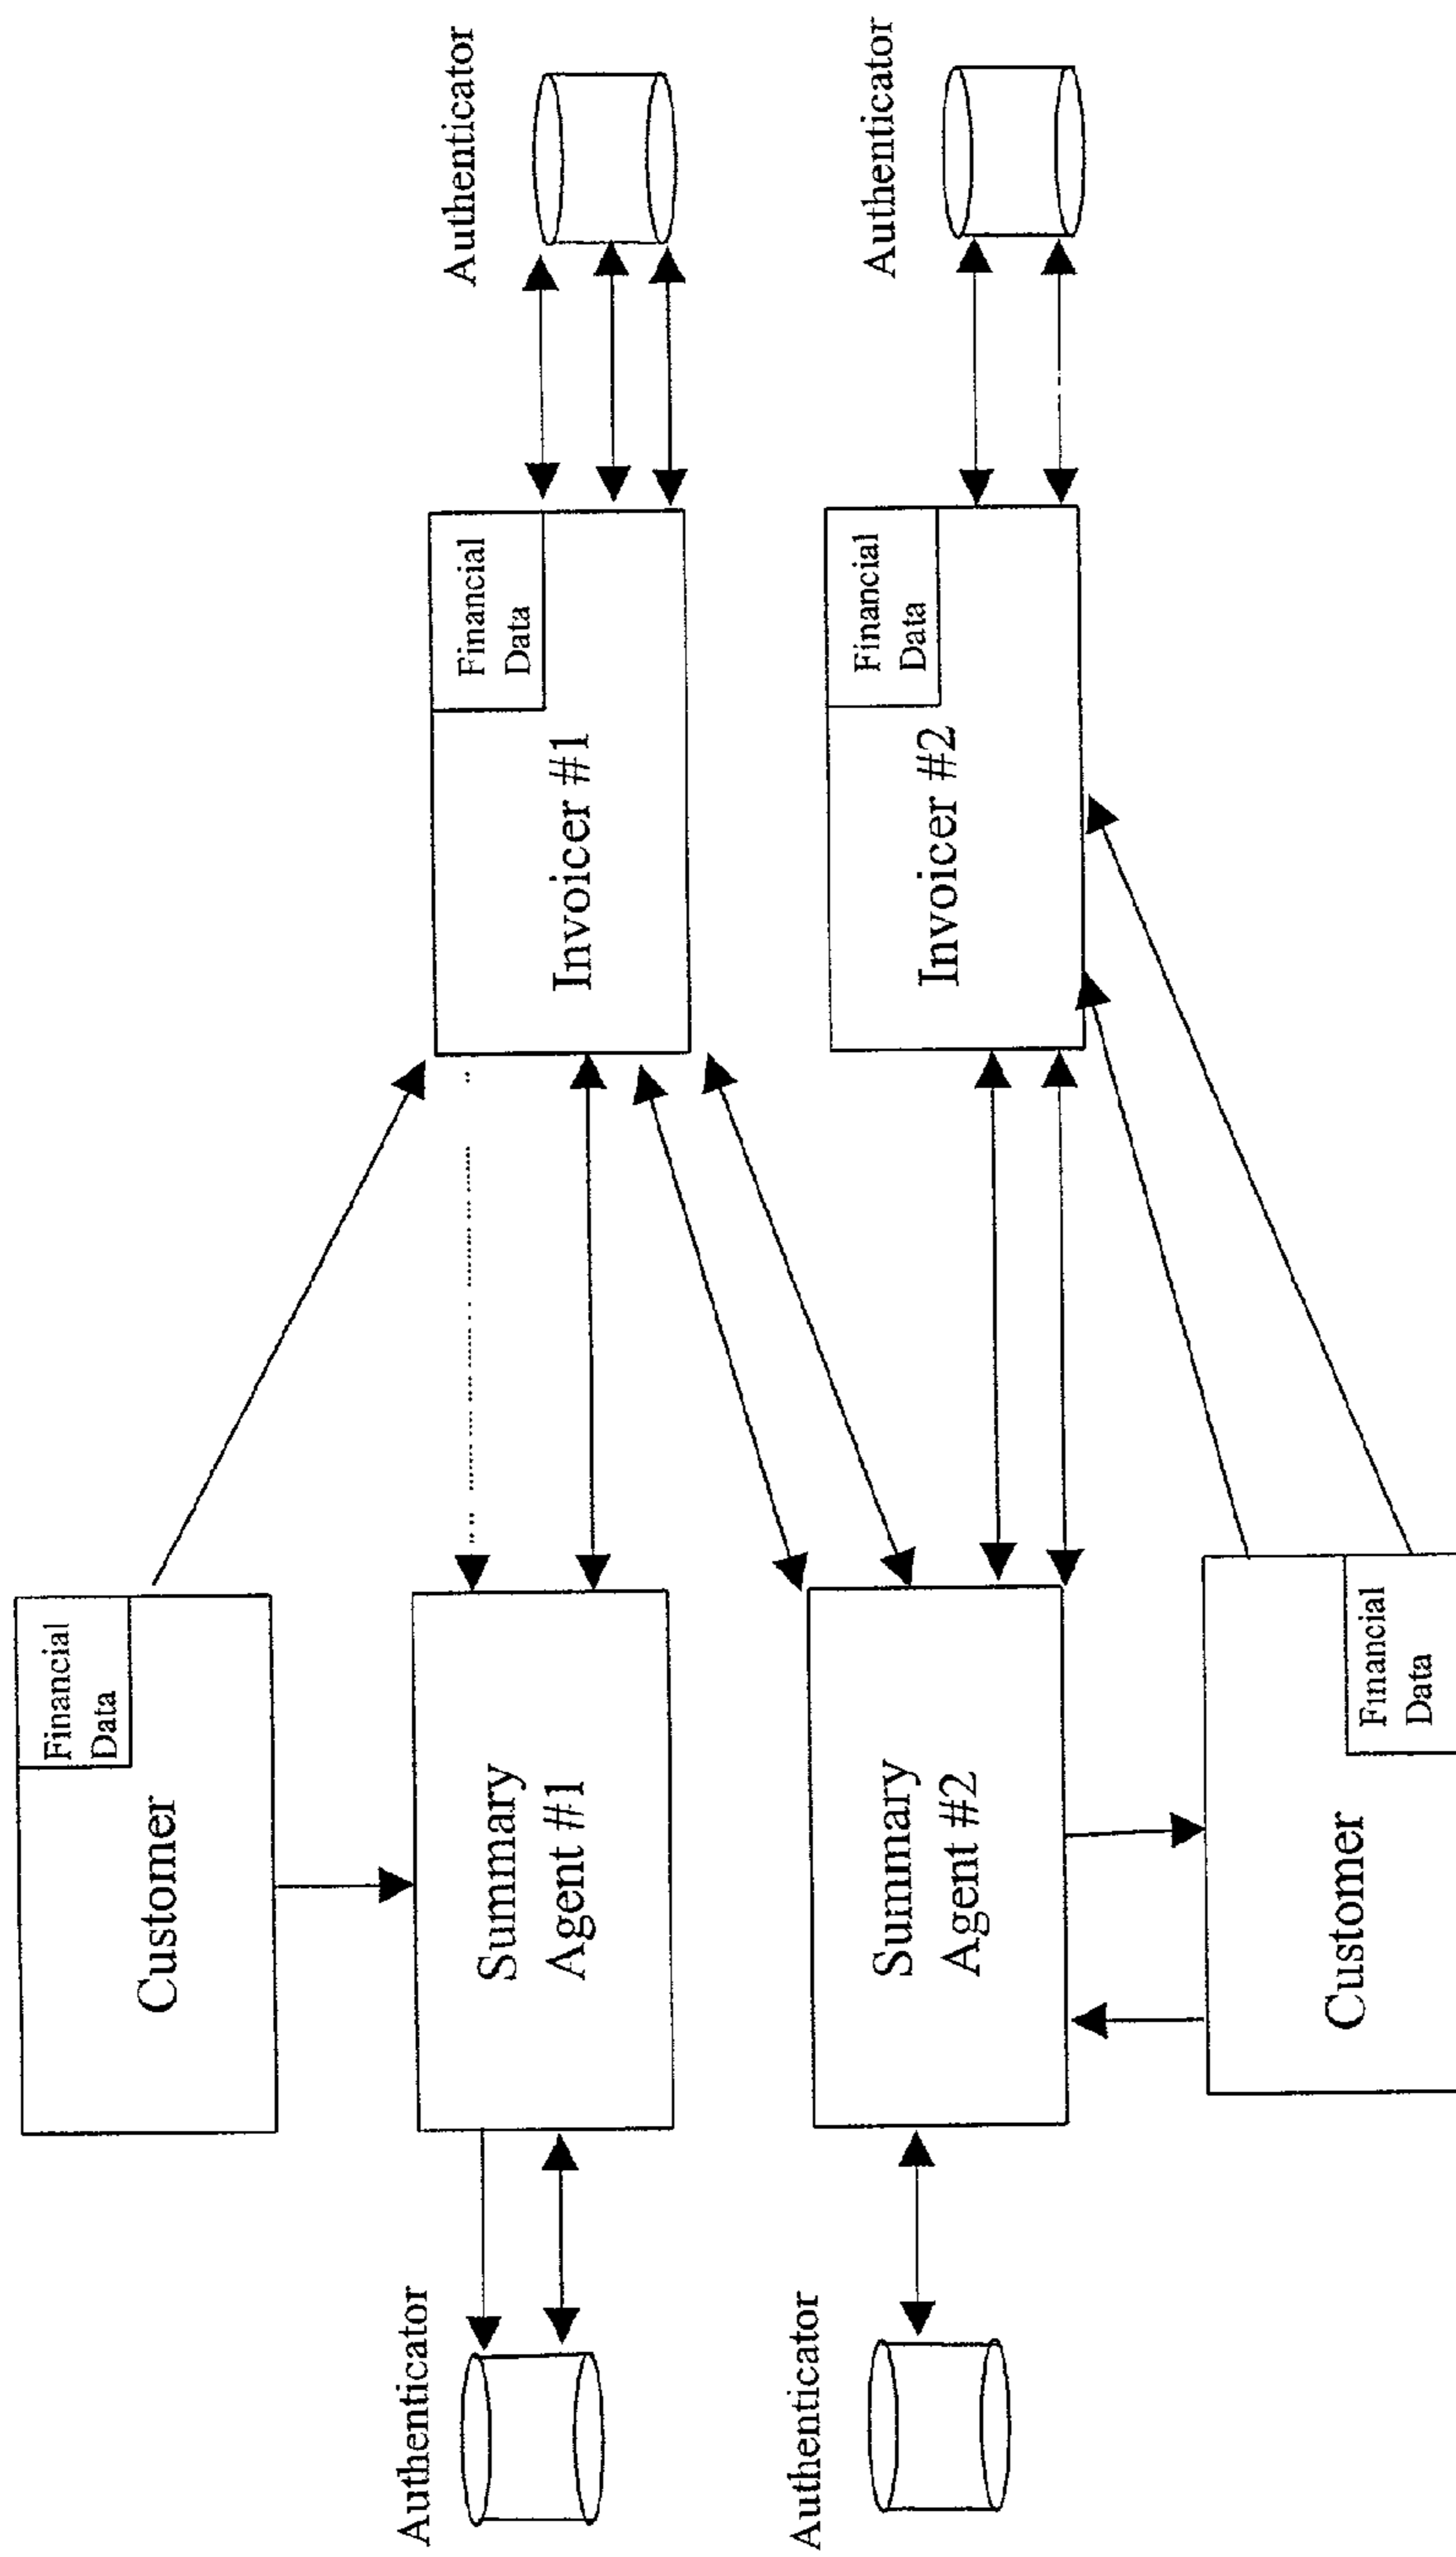 Customer
Financial
Data
Authenticator
Summary
Agent #1
Invoicer #1
Financial
Data
Authenticator
Authenticator
Summary
Agent #2
Invoicer #2
Financial
Data
Authenticator
Customer
Financial
Data